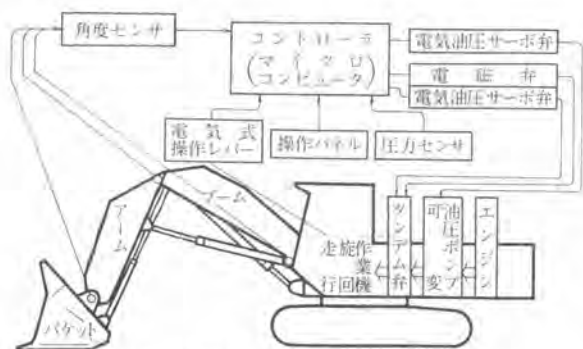 角度センサ
コントローラ
(マイクロ
コンピュータ)
電気油圧サーボ弁
電磁弁
電気油圧サーボ弁
電気式
操作レバー
操作パネル
圧力センサ
ブーム
アーム
バケット
走旋作
業
行回機
タンデム弁
可変
油圧ポンプ
エンジン